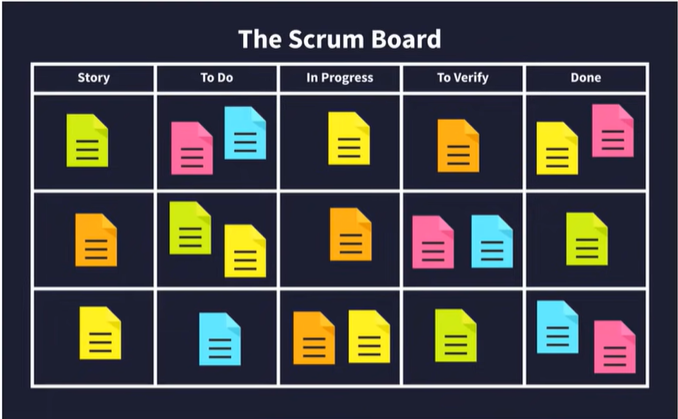 The Scrum Board
Story To Do In Progress To Verify Done